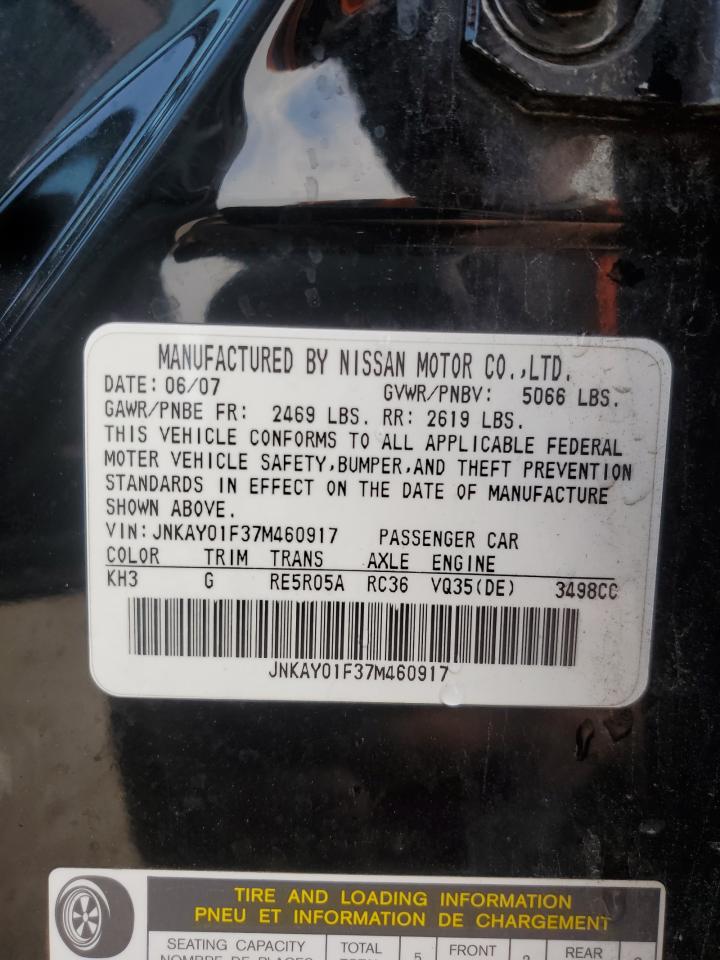 MANUFACTURED BY NISSAN MOTOR CO.,LTD.
DATE: 06/07 GVWR/PNBV: 5066 LBS.
GAWR/PNBE FR: 2469 LBS. RR: 2619 LBS.
THIS VEHICLE CONFORMS TO ALL APPLICABLE FEDERAL
MOTER VEHICLE SAFETY,BUMPER,AND THEFT PREVENTION
STANDARDS IN EFFECT ON THE DATE OF MANUFACTURE
SHOWN ABOVE.
VIN:JNKAY01F37M460917 PASSENGER CAR
COLOR TRIM TRANS AXLE ENGINE
KH3 G RE5R05A RC36 VQ35(DE) 3498CC
JNKAY01F37M460917
TIRE AND LOADING INFORMATION
PNEU ET INFORMATION DE CHARGEMENT
SEATING CAPACITY TOTAL 5 FRONT REAR
NOMBRE DE PLACES